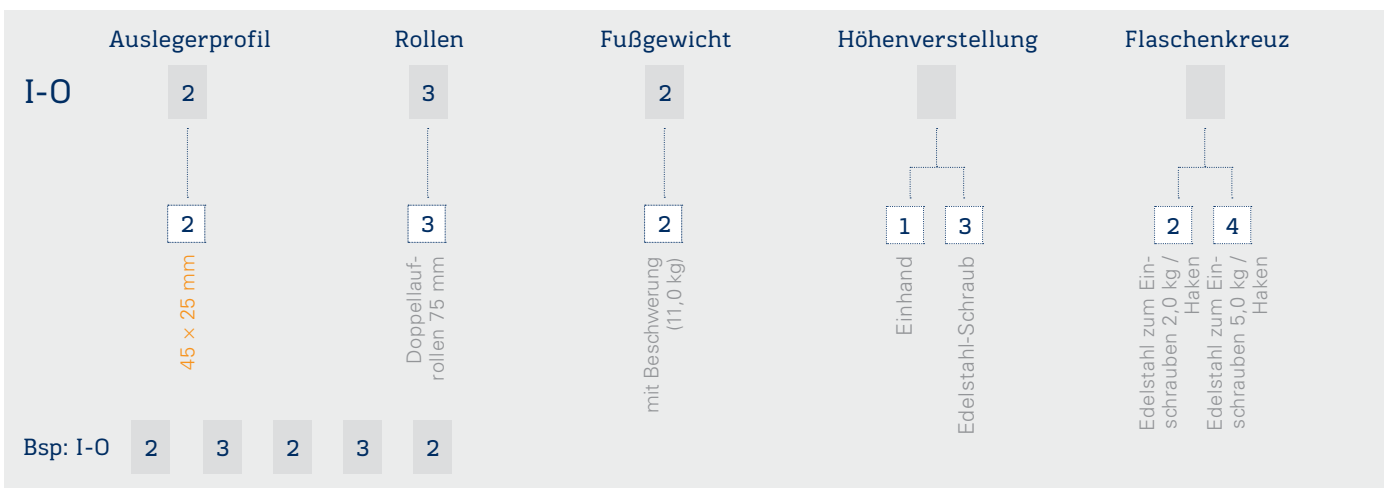 Auslegerprofil Rollen Fußgewicht Höhenverstellung Flaschenkreuz
I-O 2 3 2
2 3 2 1 3 2 4
45 × 25 mm
Doppellauf-
rollen 75 mm
mit Beschwerung
(11,0 kg)
Einhand
Edelstahl-Schraub
Edelstahl zum Ein-
schrauben 2,0 kg /
Haken
Edelstahl zum Ein-
schrauben 5,0 kg /
Haken
Bsp: I-O 2 3 2 3 2